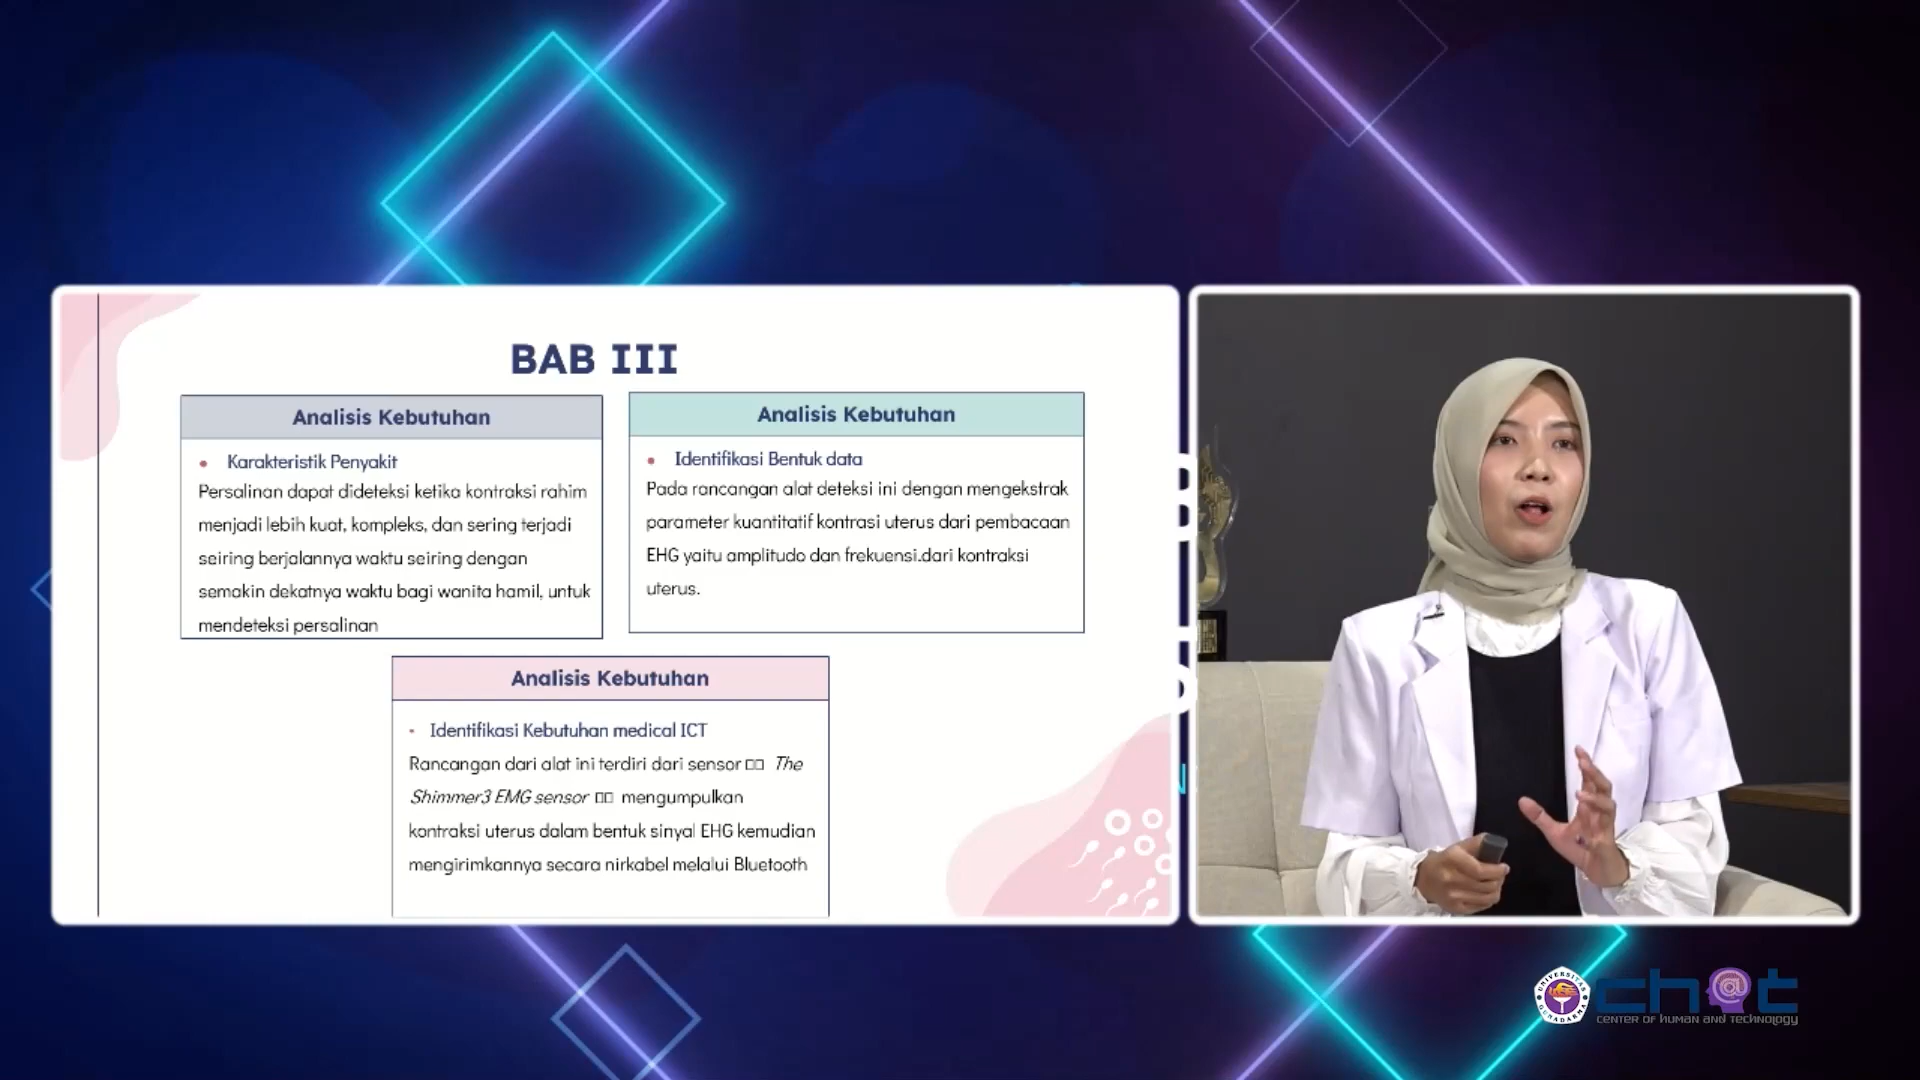 BAB III
Analisis Kebutuhan
Karakteristik Penyakit
Persalinan dapat dideteksi ketika kontraksi rahim
menjadi lebih kuat, kompleks, dan sering terjadi
seiring berjalannya waktu seiring dengan
semakin dekatnya waktu bagi wanita hamil, untuk
mendeteksi persalinan
Analisis Kebutuhan
Identifikasi Bentuk data
Pada rancangan alat deteksi ini dengan mengekstrak
parameter kuantitatif kontrasi uterus dari pembacaan
EHG yaitu amplitudo dan frekuensi.dari kontraksi
uterus.
Analisis Kebutuhan
Identifikasi Kebutuhan medical ICT
Rancangan dari alat ini terdiri dari sensor The
Shimmer3 EMG sensor mengumpulkan
kontraksi uterus dalam bentuk sinyal EHG kemudian
mengirimkannya secara nirkabel melalui Bluetooth
UNIVERSITAS GUNADARMA
ch@t
CENTER OF HUMAN AND TECHNOLOGY